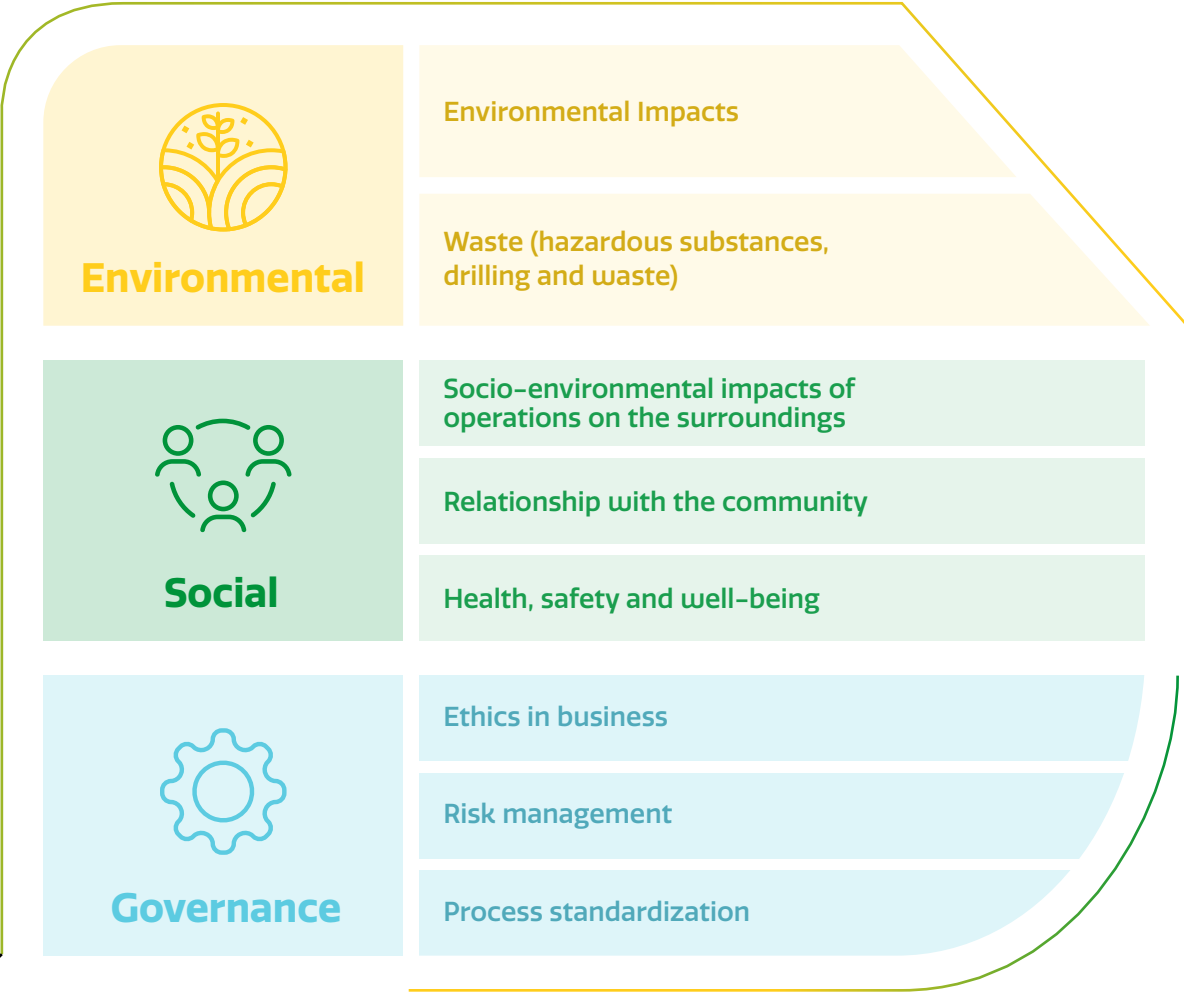 Environmental
Environmental Impacts
Waste (hazardous substances,
drilling and waste)
Social
Socio-environmental impacts of
operations on the surroundings
Relationship with the community
Health, safety and well-being
Governance
Ethics in business
Risk management
Process standardization